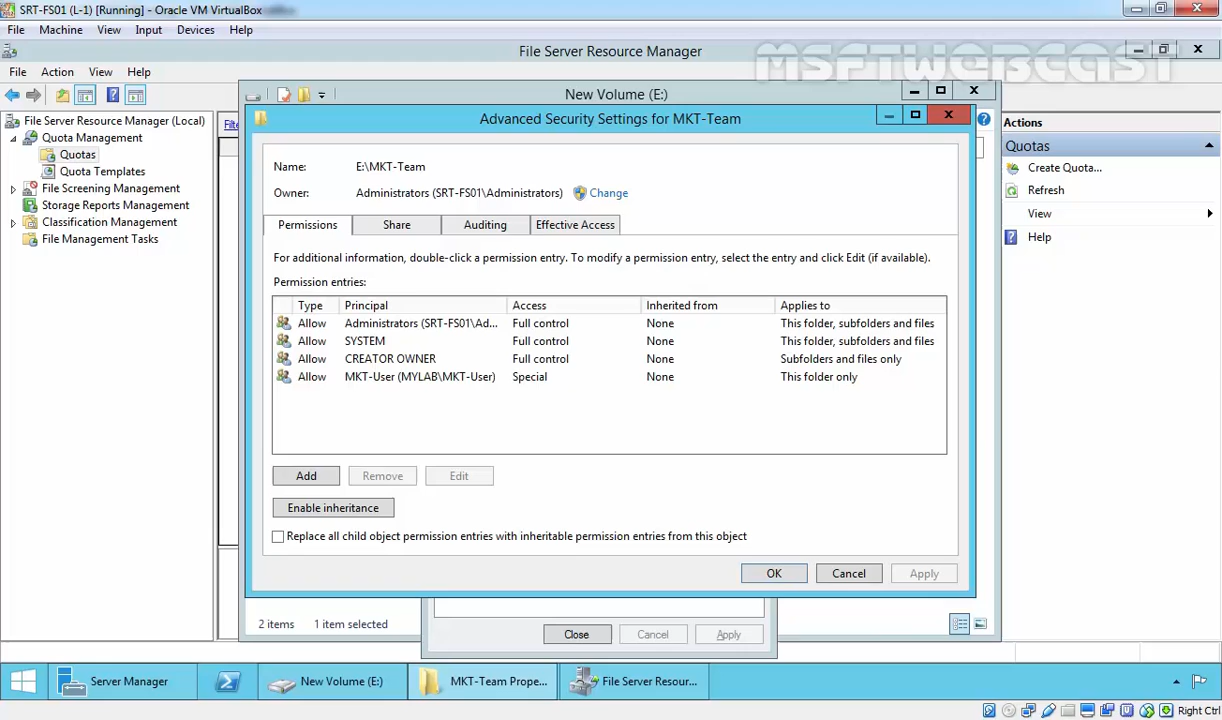 SRT-FS01 (L-1) [Running] - Oracle VM VirtualBox
File Machine View Input Devices Help
File Server Resource Manager
MSFTWEBCAST
File Action View Help
New Volume (E:)
Advanced Security Settings for MKT-Team
File Server Resource Manager (Local)
Quota Management
Quotas
Quota Templates
File Screening Management
Storage Reports Management
Classification Management
File Management Tasks
Name: E:\MKT-Team
Owner: Administrators (SRT-FS01\Administrators) Change
Permissions Share Auditing Effective Access
For additional information, double-click a permission entry. To modify a permission entry, select the entry and click Edit (if available).
Permission entries:
Type Principal Access Inherited from Applies to
Allow Administrators (SRT-FS01\Ad... Full control None This folder, subfolders and files
Allow SYSTEM Full control None This folder, subfolders and files
Allow CREATOR OWNER Full control None Subfolders and files only
Allow MKT-User (MYLAB\MKT-User) Special None This folder only
Add Remove Edit
Enable inheritance
Replace all child object permission entries with inheritable permission entries from this object
OK Cancel Apply
Actions
Quotas
Create Quota...
Refresh
View
Help
2 items 1 item selected
Close Cancel Apply
Server Manager New Volume (E:) MKT-Team Prope... File Server Resour...
Right Ctrl